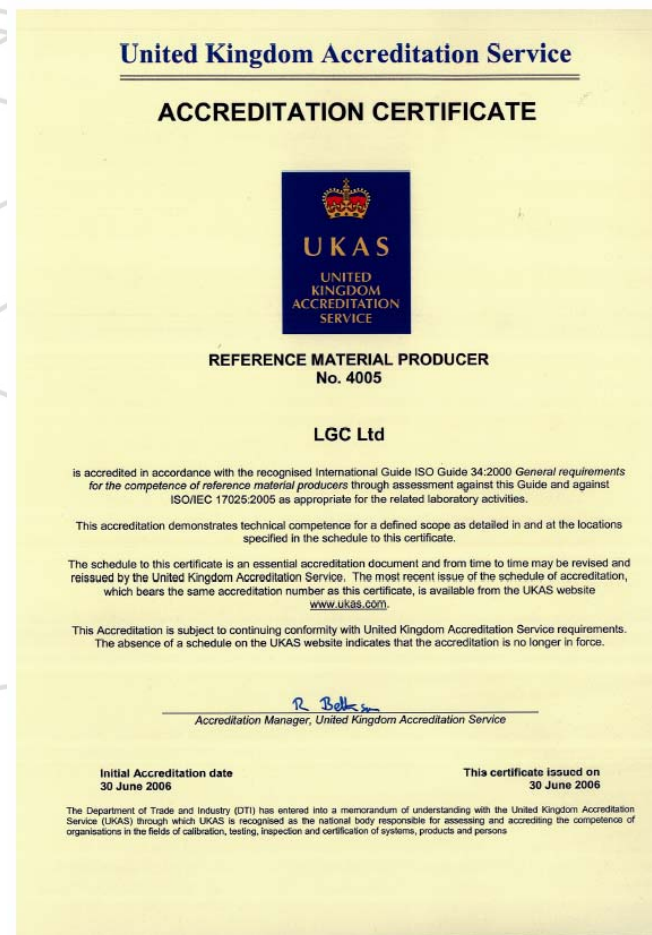 United Kingdom Accreditation Service
ACCREDITATION CERTIFICATE
UKAS
UNITED
KINGDOM
ACCREDITATION
SERVICE
REFERENCE MATERIAL PRODUCER
No. 4005
LGC Ltd
is accredited in accordance with the recognised International Guide ISO Guide 34:2000 General requirements
for the competence of reference material producers through assessment against this Guide and against
ISO/IEC 17025:2005 as appropriate for the related laboratory activities.
This accreditation demonstrates technical competence for a defined scope as detailed in and at the locations
specified in the schedule to this certificate.
The schedule to this certificate is an essential accreditation document and from time to time may be revised and
reissued by the United Kingdom Accreditation Service. The most recent issue of the schedule of accreditation,
which bears the same accreditation number as this certificate, is available from the UKAS website
www.ukas.com.
This Accreditation is subject to continuing conformity with United Kingdom Accreditation Service requirements.
The absence of a schedule on the UKAS website indicates that the accreditation is no longer in force.
Accreditation Manager, United Kingdom Accreditation Service
Initial Accreditation date
30 June 2006
This certificate issued on
30 June 2006
The Department of Trade and Industry (DTI) has entered into a memorandum of understanding with the United Kingdom Accreditation
Service (UKAS) through which UKAS is recognised as the national body responsible for assessing and accrediting the competence of
organisations in the fields of calibration, testing, inspection and certification of systems, products and persons